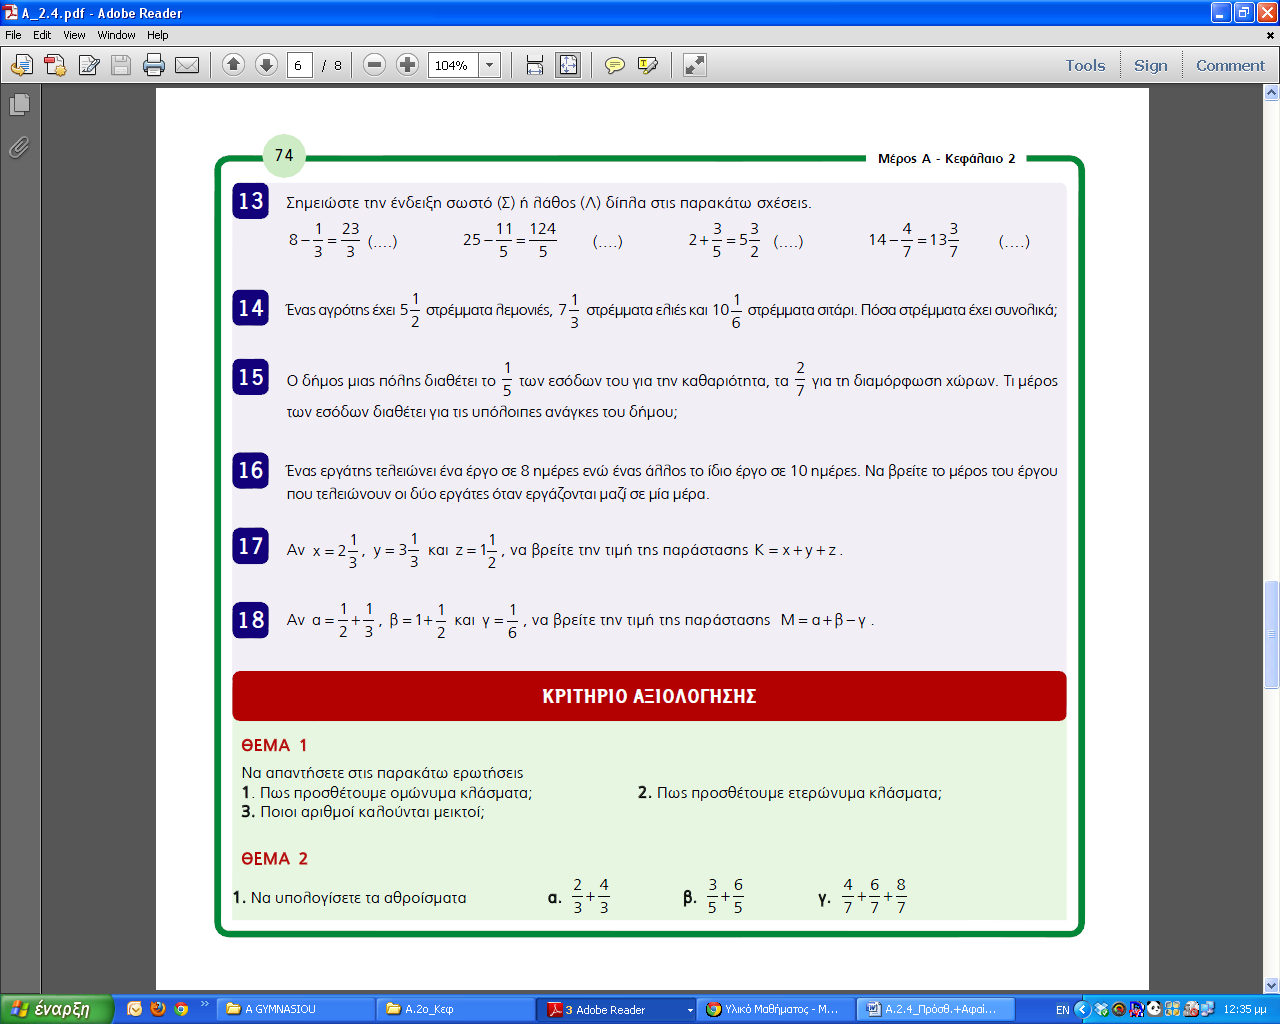 A_2.4.pdf - Adobe Reader
File Edit View Window Help
6 / 8 104% Tools Sign Comment
74 Μέρος Α - Κεφάλαιο 2
13 Σημειώστε την ένδειξη σωστό (Σ) ή λάθος (Λ) δίπλα στις παρακάτω σχέσεις.
8 − 1/3 = 23/3 (....) 25 − 11/5 = 124/5 (....) 2 + 3/5 = 5 3/2 (....) 14 − 4/7 = 13 3/7 (....)
14 Ένας αγρότης έχει 5 1/2 στρέμματα λεμονιές, 7 1/3 στρέμματα ελιές και 10 1/6 στρέμματα σιτάρι. Πόσα στρέμματα έχει συνολικά;
15 Ο δήμος μιας πόλης διαθέτει το 1/5 των εσόδων του για την καθαριότητα, τα 2/7 για τη διαμόρφωση χώρων. Τι μέρος
των εσόδων διαθέτει για τις υπόλοιπες ανάγκες του δήμου;
16 Ένας εργάτης τελειώνει ένα έργο σε 8 ημέρες ενώ ένας άλλος το ίδιο έργο σε 10 ημέρες. Να βρείτε το μέρος του έργου
που τελειώνουν οι δύο εργάτες όταν εργάζονται μαζί σε μία μέρα.
17 Αν x = 2 1/3, y = 3 1/3 και z = 1 1/2, να βρείτε την τιμή της παράστασης Κ = x + y + z .
18 Αν α = 1/2 + 1/3, β = 1 + 1/2 και γ = 1/6, να βρείτε την τιμή της παράστασης Μ = α + β − γ .
ΚΡΙΤΗΡΙΟ ΑΞΙΟΛΟΓΗΣΗΣ
ΘΕΜΑ 1
Να απαντήσετε στις παρακάτω ερωτήσεις
1. Πως προσθέτουμε ομώνυμα κλάσματα; 2. Πως προσθέτουμε ετερώνυμα κλάσματα;
3. Ποιοι αριθμοί καλούνται μεικτοί;
ΘΕΜΑ 2
1. Να υπολογίσετε τα αθροίσματα α. 2/3 + 4/3 β. 3/5 + 6/5 γ. 4/7 + 6/7 + 8/7
έναρξη A GYMNASIOU Α.2ο_Κεφ 3 Adobe Reader Υλικό Μαθήματος - M... Α.2.4_Πρόσθ.+Αφαί... EN 12:35 μμ